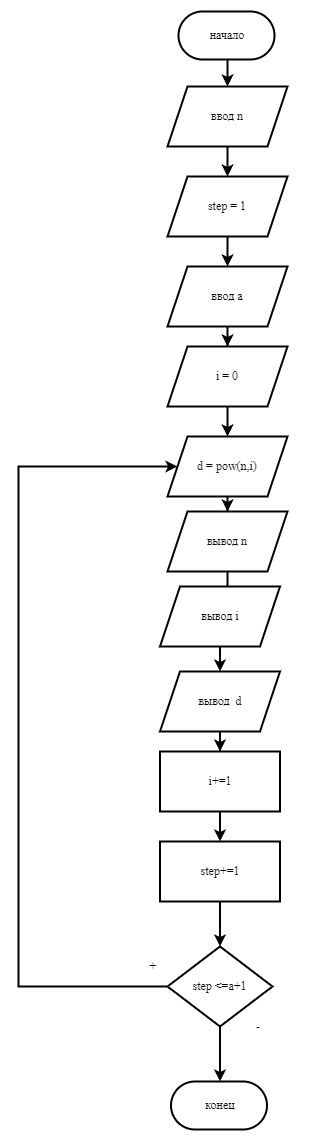 начало
ввод n
step = 1
ввод a
i = 0
d = pow(n,i)
вывод n
вывод i
вывод d
i+=1
step+=1
+
step <=a+1
-
конец